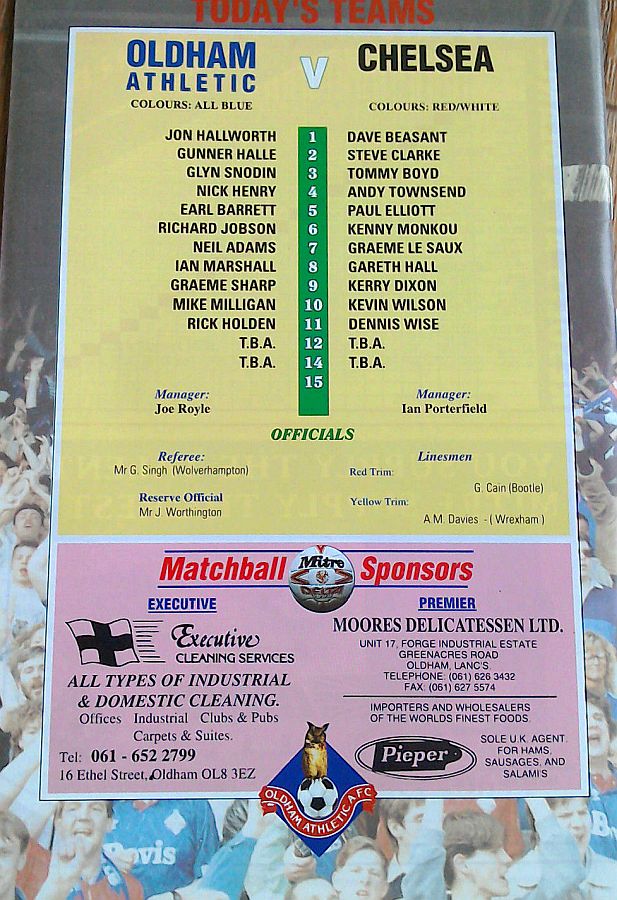 TODAY'S TEAMS
OLDHAM ATHLETIC V CHELSEA
COLOURS: ALL BLUE COLOURS: RED/WHITE
JON HALLWORTH 1 DAVE BEASANT
GUNNER HALLE 2 STEVE CLARKE
GLYN SNODIN 3 TOMMY BOYD
NICK HENRY 4 ANDY TOWNSEND
EARL BARRETT 5 PAUL ELLIOTT
RICHARD JOBSON 6 KENNY MONKOU
NEIL ADAMS 7 GRAEME LE SAUX
IAN MARSHALL 8 GARETH HALL
GRAEME SHARP 9 KERRY DIXON
MIKE MILLIGAN 10 KEVIN WILSON
RICK HOLDEN 11 DENNIS WISE
T.B.A. 12 T.B.A.
T.B.A. 14 T.B.A.
15
Manager: Manager:
Joe Royle Ian Porterfield
OFFICIALS
Referee:
Mr G. Singh (Wolverhampton)
Reserve Official
Mr J. Worthington
Linesmen
Red Trim:
G. Cain (Bootle)
Yellow Trim:
A.M. Davies - ( Wrexham )
Matchball Mitre DELTA Sponsors
EXECUTIVE
Executive
CLEANING SERVICES
ALL TYPES OF INDUSTRIAL
& DOMESTIC CLEANING.
Offices Industrial Clubs & Pubs
Carpets & Suites.
Tel: 061 - 652 2799
16 Ethel Street, Oldham OL8 3EZ
PREMIER
MOORES DELICATESSEN LTD.
UNIT 17, FORGE INDUSTRIAL ESTATE
GREENACRES ROAD
OLDHAM, LANC'S.
TELEPHONE: (061) 626 3432
FAX: (061) 627 5574
IMPORTERS AND WHOLESALERS
OF THE WORLDS FINEST FOODS.
Pieper
SOLE U.K. AGENT.
FOR HAMS,
SAUSAGES, AND
SALAMI'S
OLDHAM ATHLETIC A.F.C.
Bovis